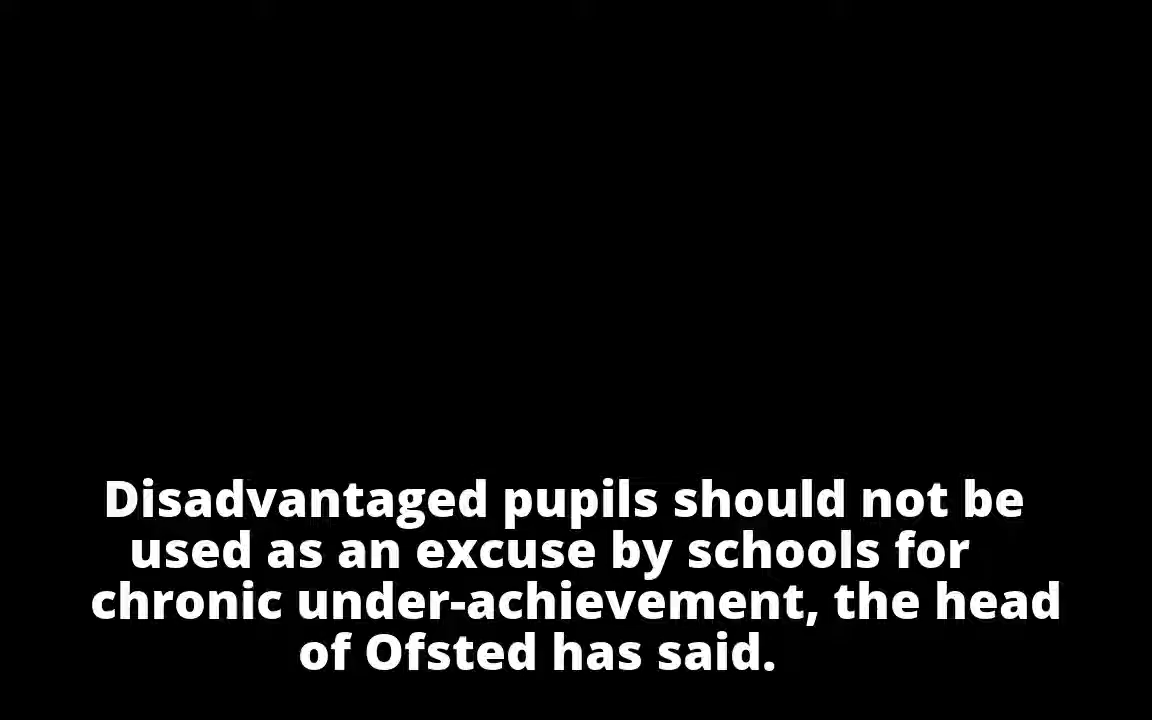 Disadvantaged pupils should not be
used as an excuse by schools for
chronic under-achievement, the head
of Ofsted has said.